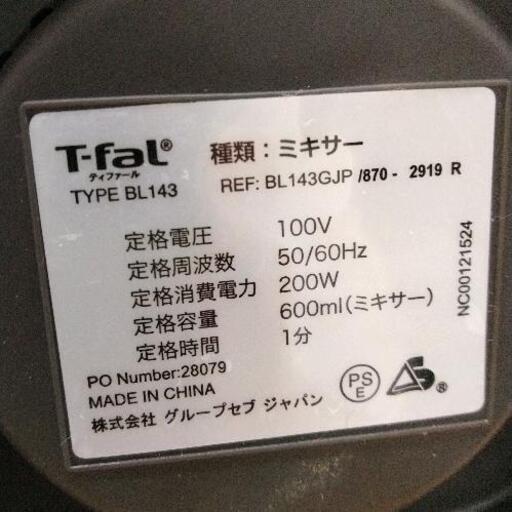 T-fal® 種類：ミキサー
ティファール
TYPE BL143 REF: BL143GJP /870 - 2919 R
定格電圧 100V
定格周波数 50/60Hz
定格消費電力 200W
定格容量 600ml(ミキサー)
定格時間 1分
PO Number:28079
MADE IN CHINA
株式会社 グループセブ ジャパン
PSE
S®
NC00121524